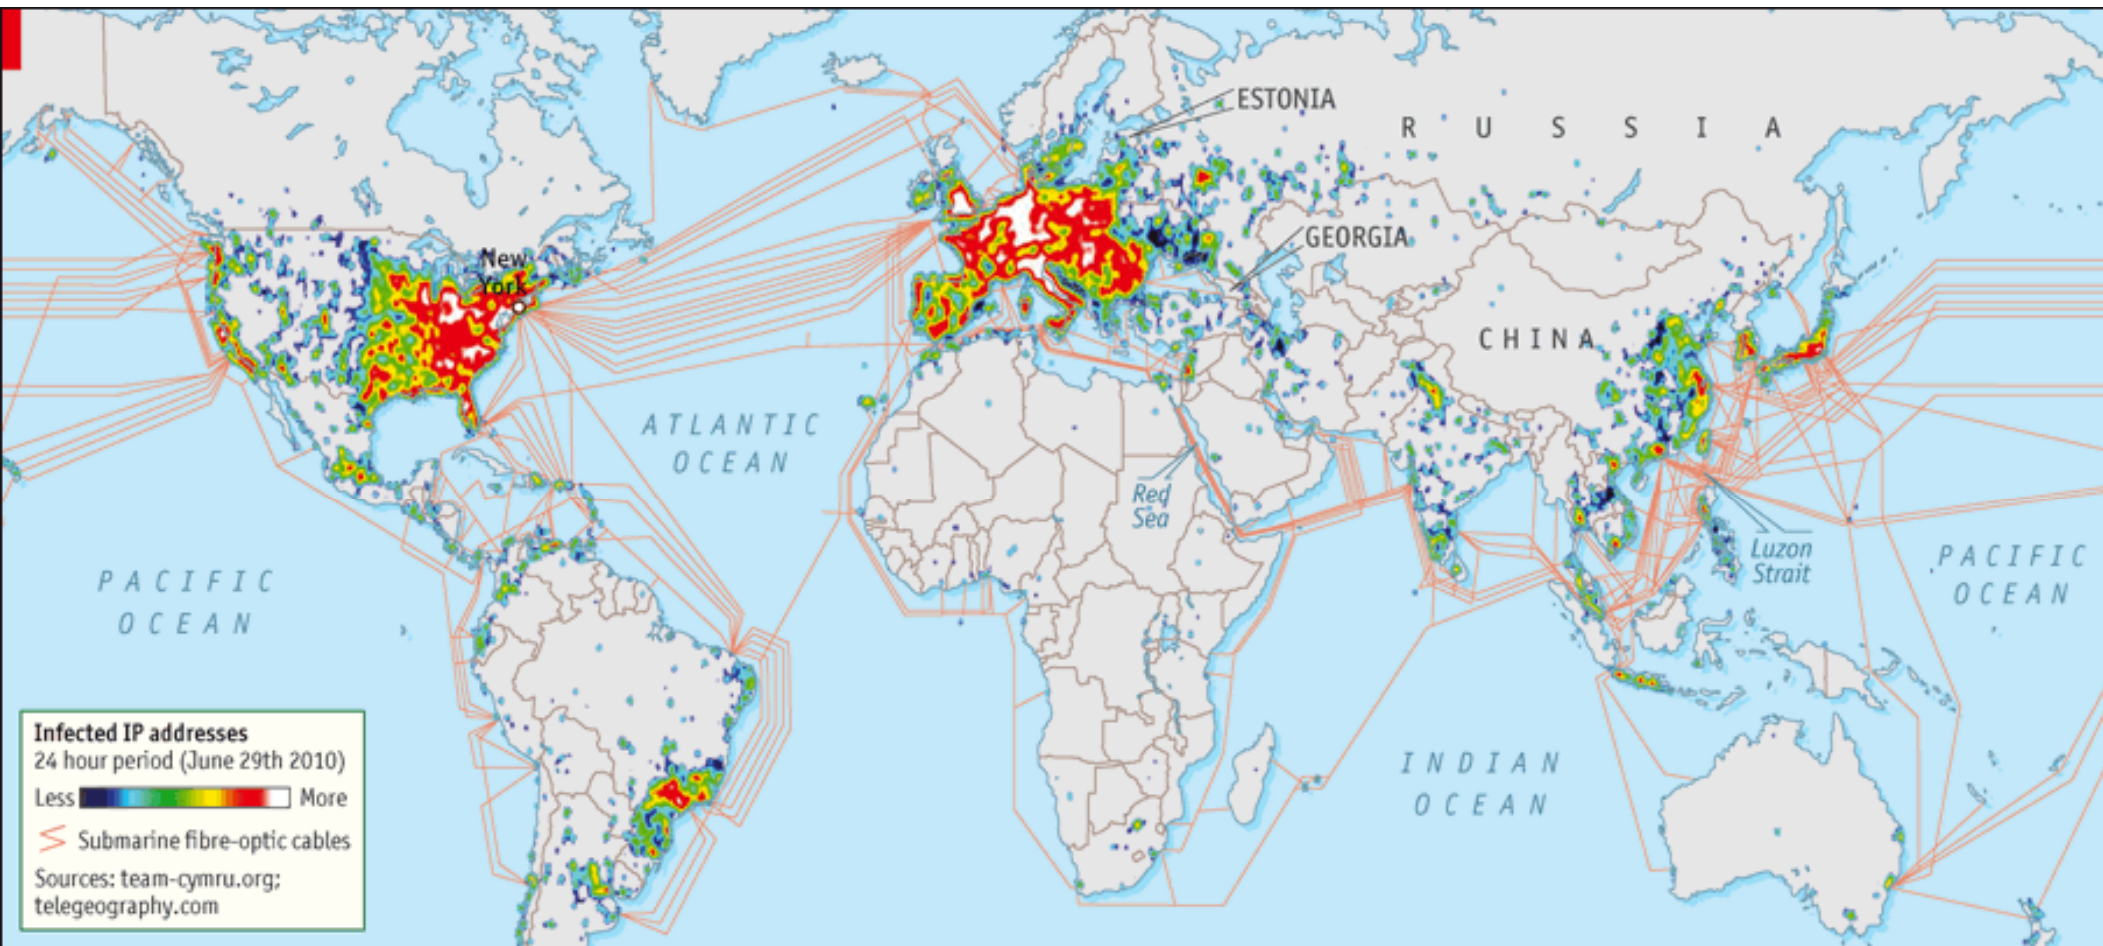 ESTONIA
RUSSIA
GEORGIA
New
York
CHINA
ATLANTIC
OCEAN
Red
Sea
Luzon
Strait
PACIFIC
OCEAN
PACIFIC
OCEAN
INDIAN
OCEAN
Infected IP addresses
24 hour period (June 29th 2010)
Less More
Submarine fibre-optic cables
Sources: team-cymru.org;
telegeography.com